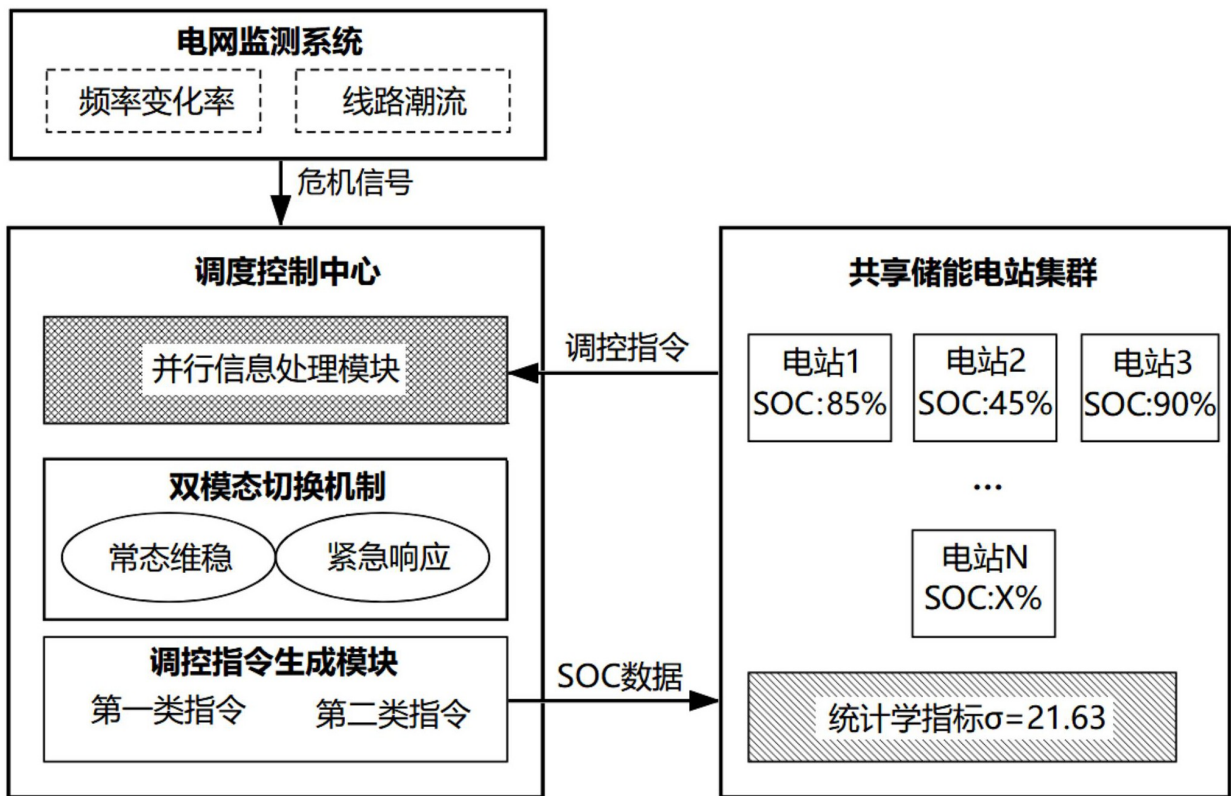 电网监测系统
频率变化率
线路潮流
危机信号
调度控制中心
并行信息处理模块
双模态切换机制
常态维稳
紧急响应
调控指令生成模块
第一类指令
第二类指令
调控指令
SOC数据
共享储能电站集群
电站1
SOC:85%
电站2
SOC:45%
电站3
SOC:90%
...
电站N
SOC:X%
统计学指标σ=21.63